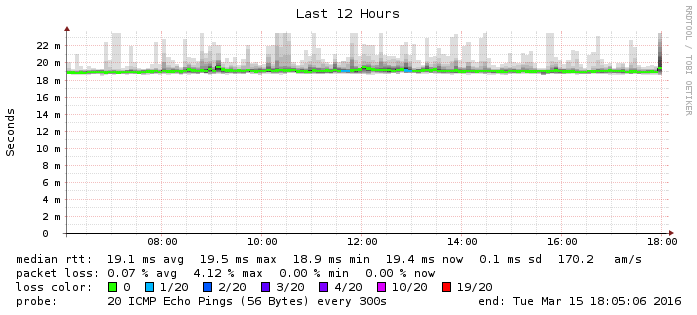 Last 12 Hours
RRDTOOL / TOBI OETIKER
Seconds
22 m
20 m
18 m
16 m
14 m
12 m
10 m
8 m
6 m
4 m
2 m
0
08:00 10:00 12:00 14:00 16:00 18:00
median rtt: 19.1 ms avg 19.5 ms max 18.9 ms min 19.4 ms now 0.1 ms sd 170.2 am/s
packet loss: 0.07 % avg 4.12 % max 0.00 % min 0.00 % now
loss color: 0 1/20 2/20 3/20 4/20 10/20 19/20
probe: 20 ICMP Echo Pings (56 Bytes) every 300s end: Tue Mar 15 18:05:06 2016